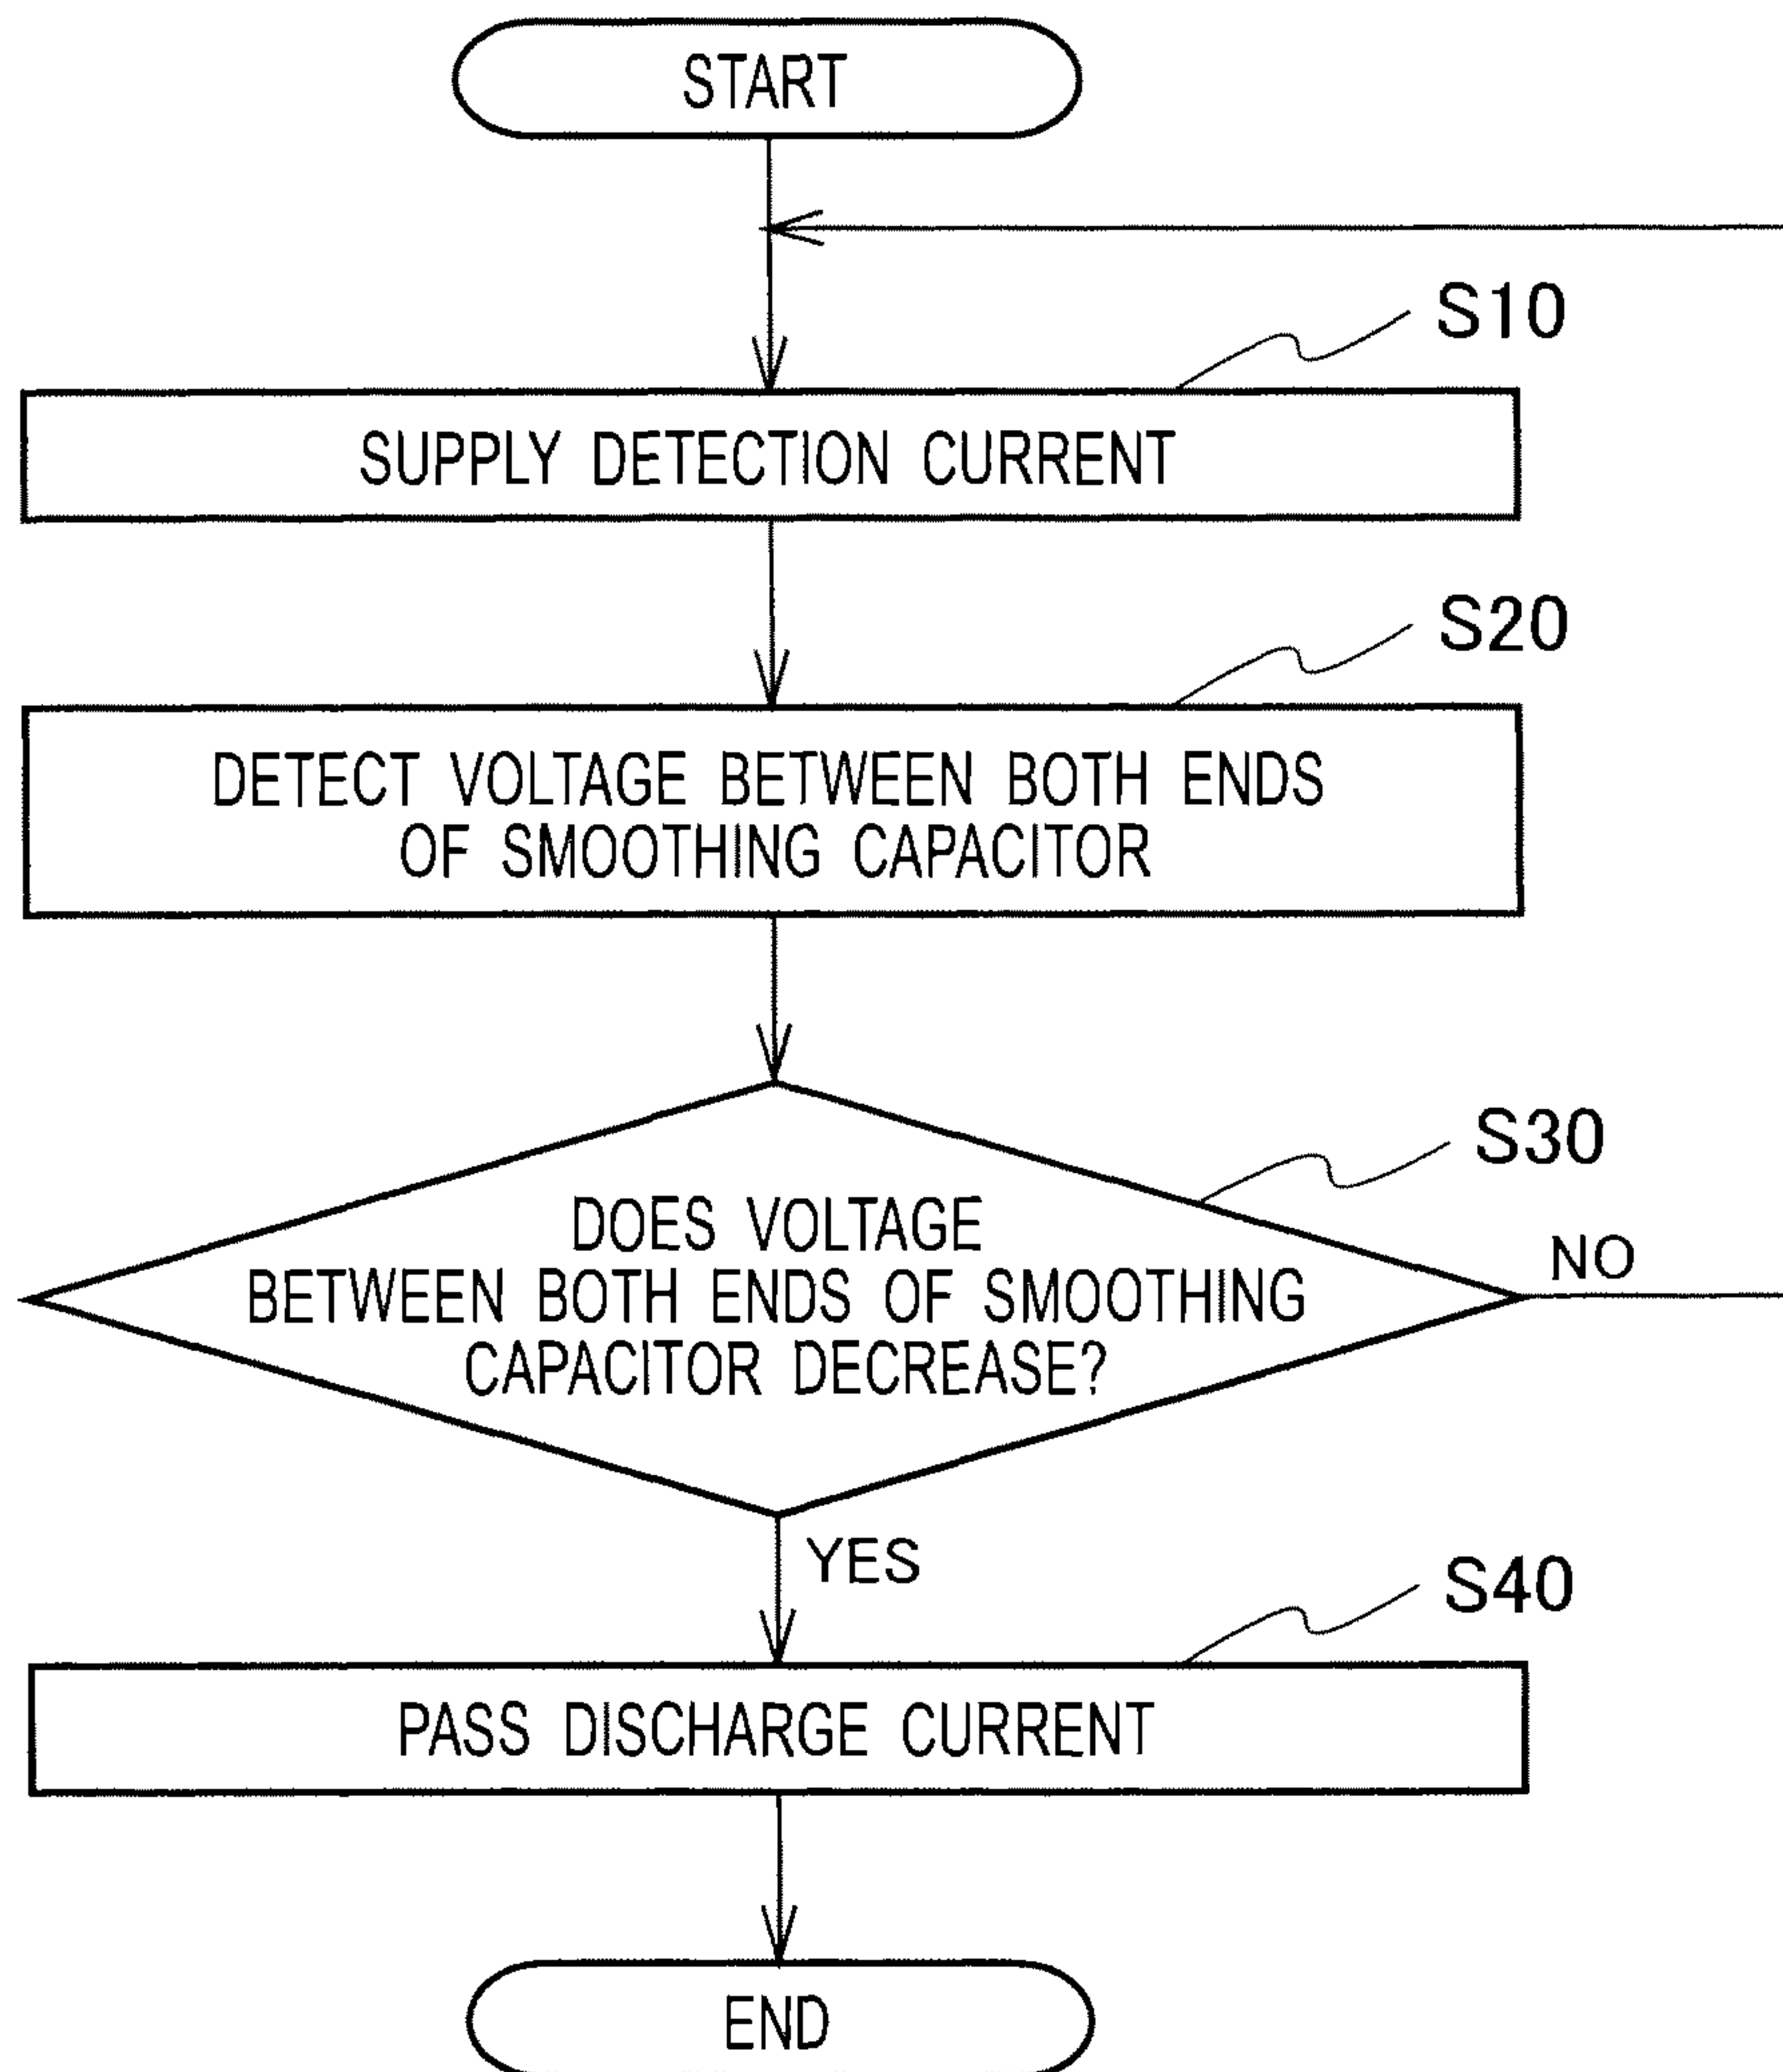 START
S10
SUPPLY DETECTION CURRENT
S20
DETECT VOLTAGE BETWEEN BOTH ENDS
OF SMOOTHING CAPACITOR
S30
DOES VOLTAGE
BETWEEN BOTH ENDS OF SMOOTHING
CAPACITOR DECREASE?
NO
YES
S40
PASS DISCHARGE CURRENT
END